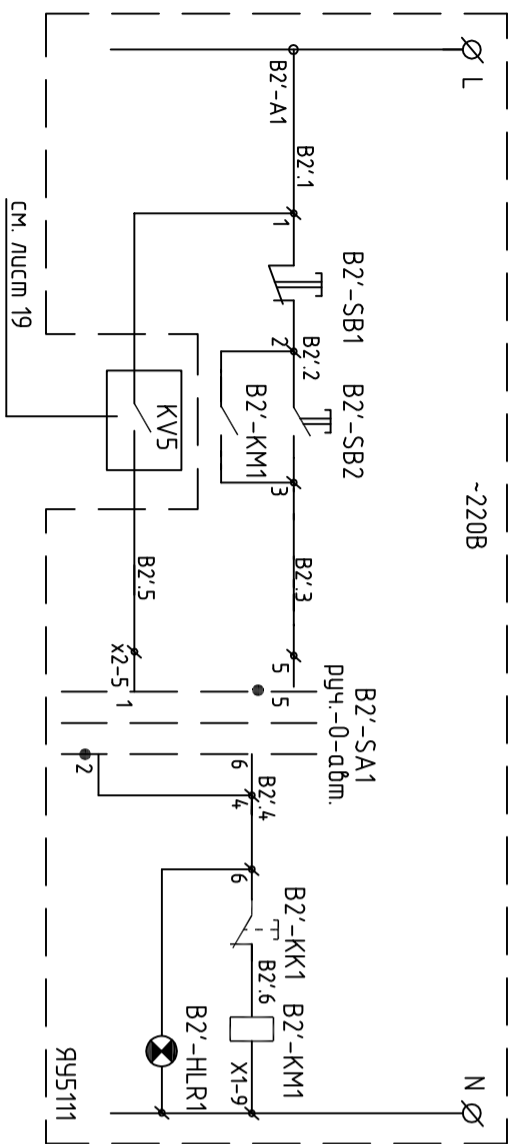 ~220В
L
N
В2'-А1
В2'.1
1
В2'-SB1
2
В2'.2
В2'-SB2
В2'-КМ1
3
В2'.3
5
5
В2'-SA1
руч.-0-авт.
6
В2'.4
4
6
В2'-КК1
В2'.6
В2'-КМ1
Х1-9
В2'-HLR1
KV5
В2'.5
х2-5
1
2
см. лист 19
ЯУ5111